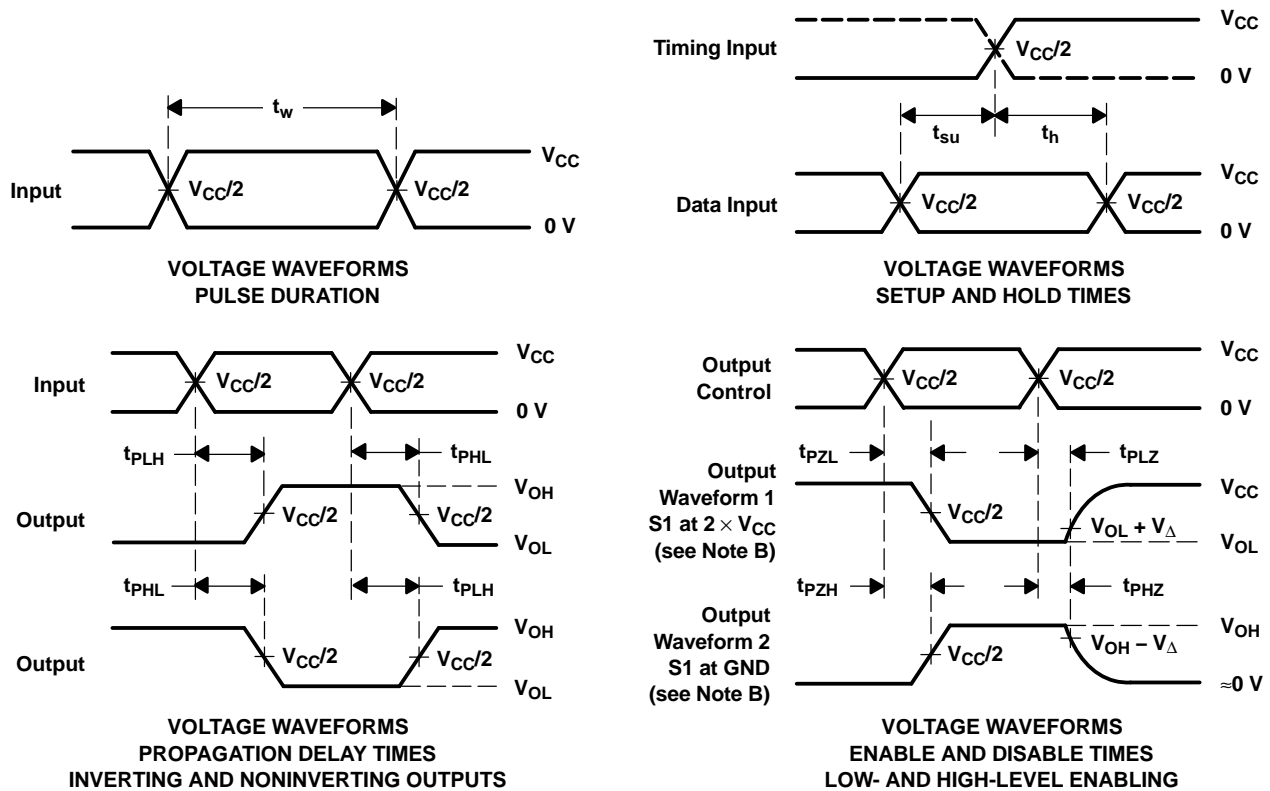 t_w
V_CC
Input
V_CC/2
V_CC/2
0 V
VOLTAGE WAVEFORMS
PULSE DURATION
Timing Input
V_CC
V_CC/2
0 V
t_su
t_h
Data Input
V_CC
V_CC/2
V_CC/2
0 V
VOLTAGE WAVEFORMS
SETUP AND HOLD TIMES
Input
V_CC
V_CC/2
V_CC/2
0 V
t_PLH
t_PHL
Output
V_OH
V_CC/2
V_CC/2
V_OL
t_PHL
t_PLH
Output
V_OH
V_CC/2
V_CC/2
V_OL
VOLTAGE WAVEFORMS
PROPAGATION DELAY TIMES
INVERTING AND NONINVERTING OUTPUTS
Output
Control
V_CC
V_CC/2
V_CC/2
0 V
t_PZL
t_PLZ
Output
Waveform 1
S1 at 2 × V_CC
(see Note B)
V_CC
V_CC/2
V_OL + V_Δ
V_OL
t_PZH
t_PHZ
Output
Waveform 2
S1 at GND
(see Note B)
V_OH
V_CC/2
V_OH − V_Δ
≈0 V
VOLTAGE WAVEFORMS
ENABLE AND DISABLE TIMES
LOW- AND HIGH-LEVEL ENABLING